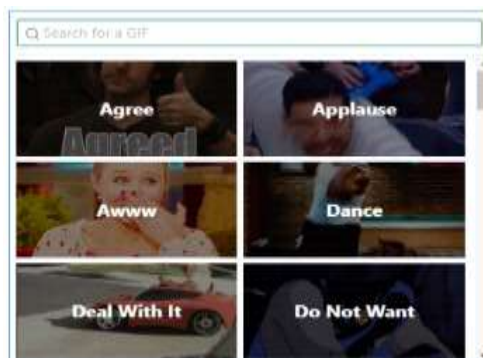 Search for a GIF
Agree
Applause
Agreed
Awww
Dance
Deal With It
Do Not Want